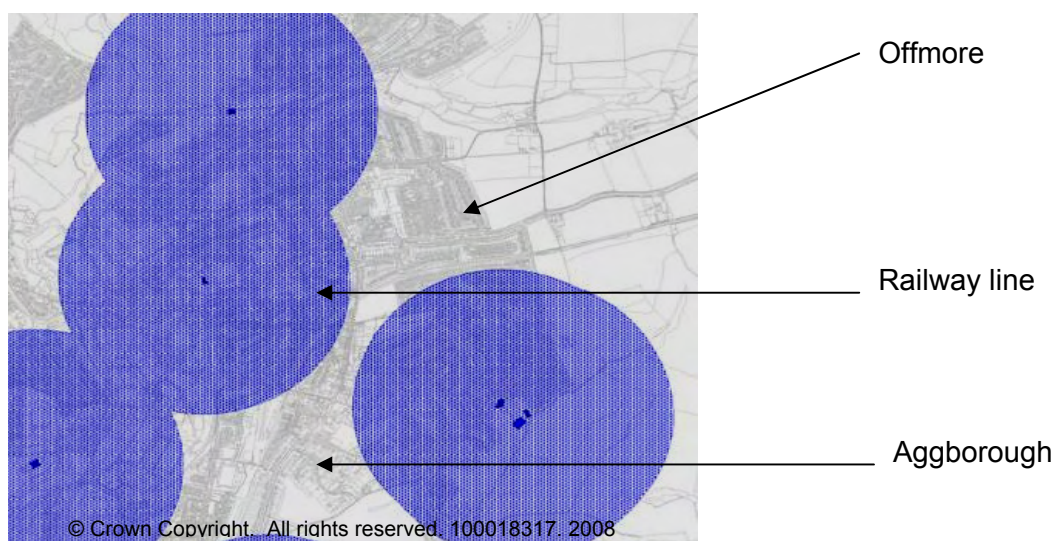 Offmore
Railway line
Aggborough
© Crown Copyright. All rights reserved. 100018317. 2008